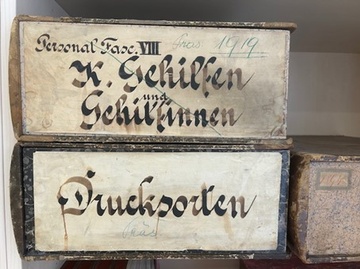 Personal Fasc. VIII
1919
K. Gehilfen
und
Gehilfinnen
Drucksorten